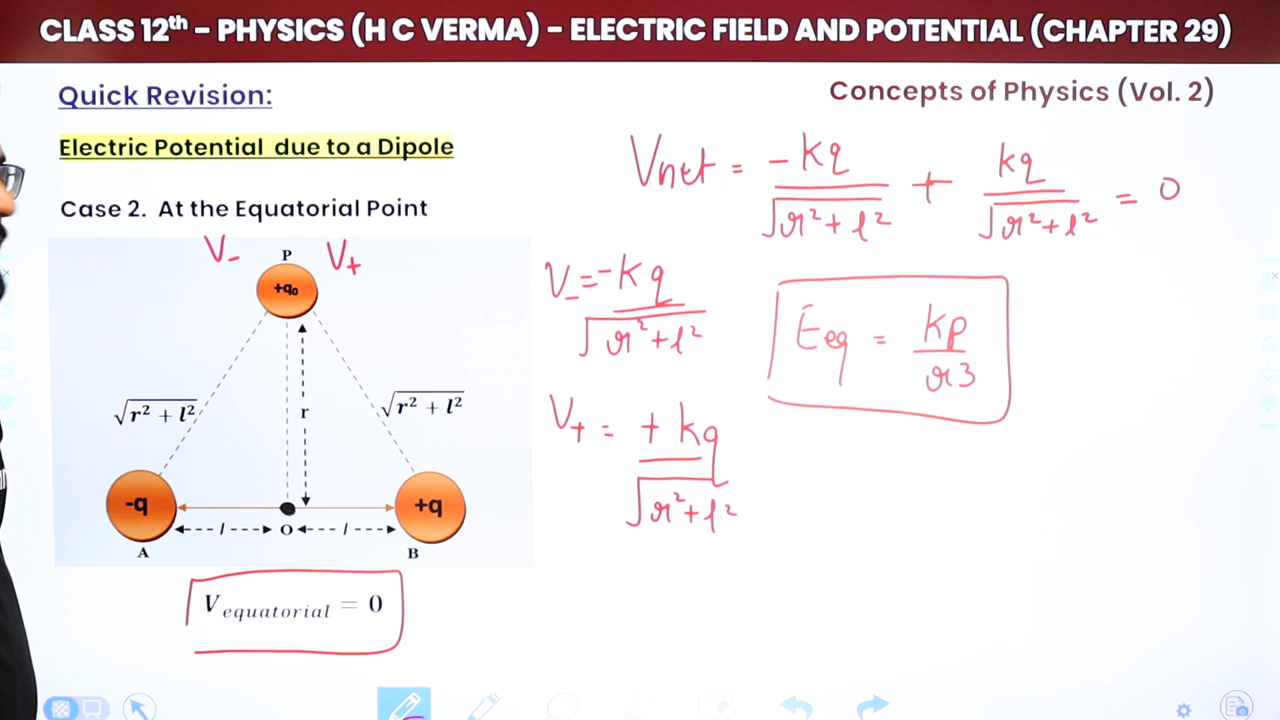 CLASS 12th – PHYSICS (H C VERMA) – ELECTRIC FIELD AND POTENTIAL (CHAPTER 29)
Quick Revision:
Concepts of Physics (Vol. 2)
Electric Potential due to a Dipole
Case 2. At the Equatorial Point
V₋ P V₊
+q₀
√(r² + l²) r √(r² + l²)
-q +q
l O l
A B
V equatorial = 0
Vnet = -kq/√(r² + l²) + kq/√(r² + l²) = 0
V₋ = -kq/√(r² + l²)
Eeq = kp/r3
V₊ = +kq/√(r² + l²)